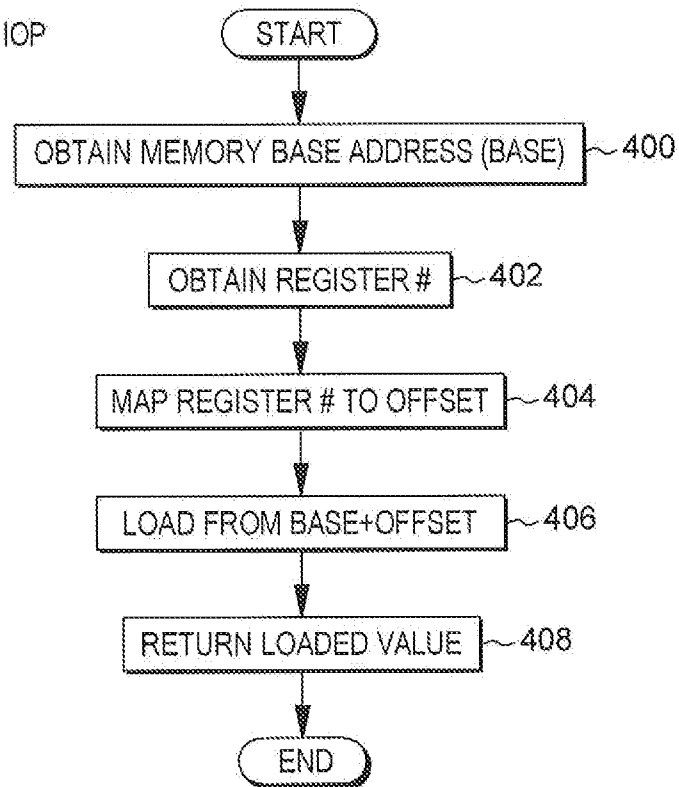 IOP
START
OBTAIN MEMORY BASE ADDRESS (BASE)
400
OBTAIN REGISTER #
402
MAP REGISTER # TO OFFSET
404
LOAD FROM BASE+OFFSET
406
RETURN LOADED VALUE
408
END